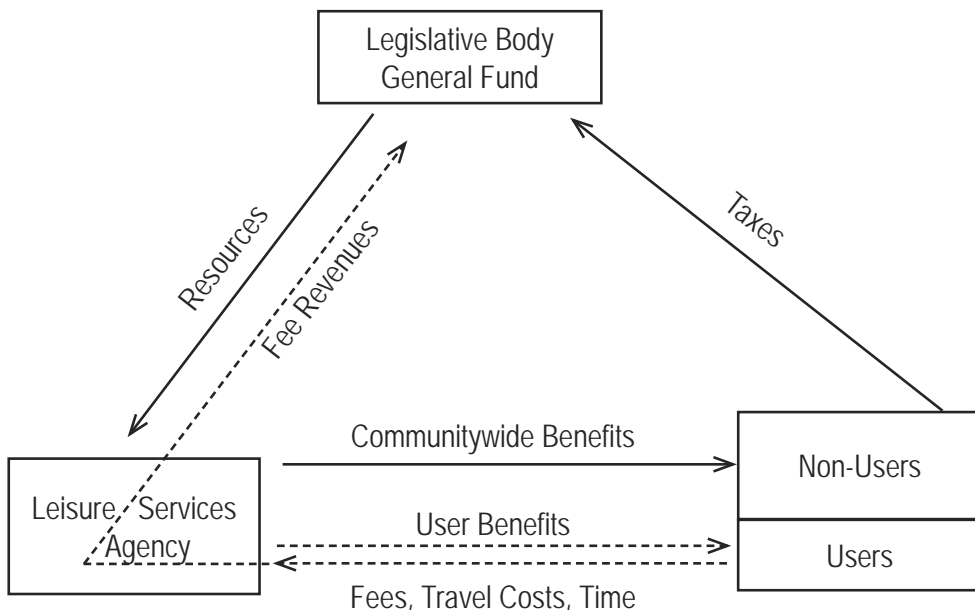 Legislative Body
General Fund
Resources
Fee Revenues
Taxes
Communitywide Benefits
Non-Users
Leisure Services
Agency
User Benefits
Users
Fees, Travel Costs, Time